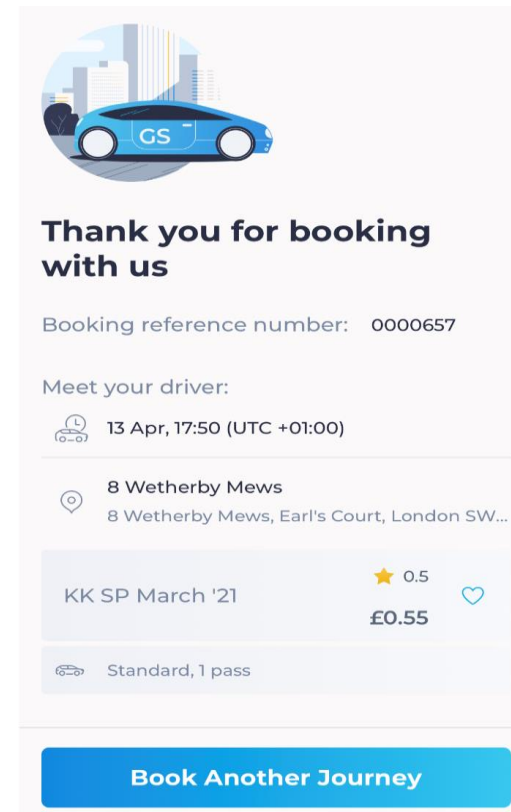 GS
Thank you for booking
with us
Booking reference number: 0000657
Meet your driver:
13 Apr, 17:50 (UTC +01:00)
8 Wetherby Mews
8 Wetherby Mews, Earl's Court, London SW...
KK SP March '21
0.5
£0.55
Standard, 1 pass
Book Another Journey